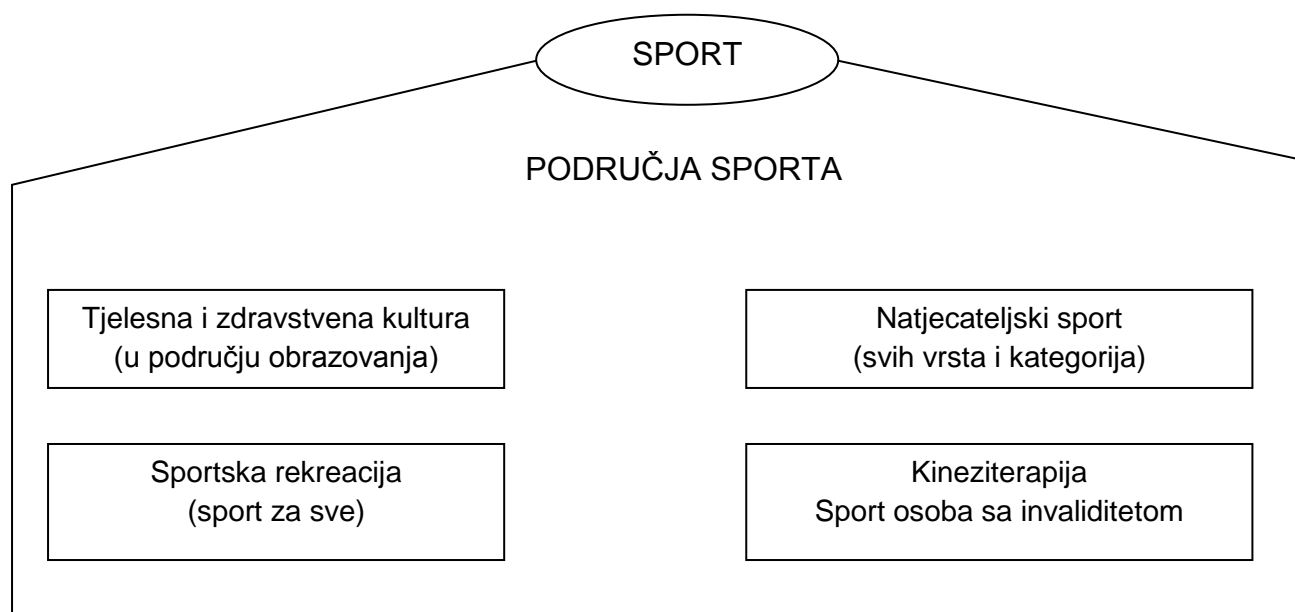 SPORT
PODRUČJA SPORTA
Tjelesna i zdravstvena kultura
(u području obrazovanja)
Natjecateljski sport
(svih vrsta i kategorija)
Sportska rekreacija
(sport za sve)
Kineziterapija
Sport osoba sa invaliditetom